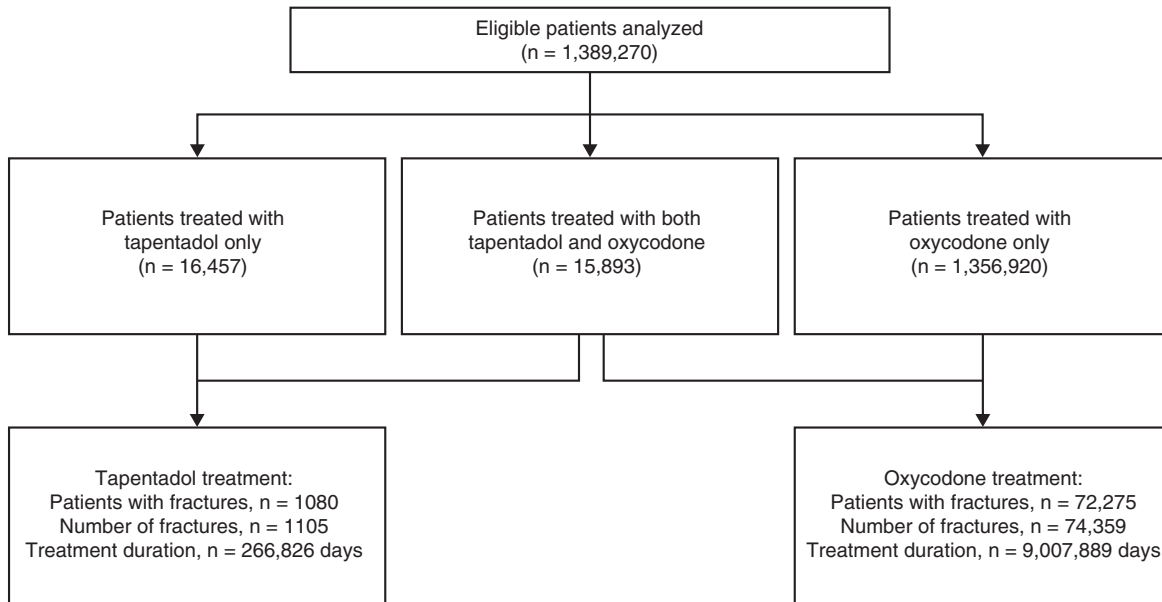 Eligible patients analyzed
(n = 1,389,270)
Patients treated with
tapentadol only
(n = 16,457)
Patients treated with both
tapentadol and oxycodone
(n = 15,893)
Patients treated with
oxycodone only
(n = 1,356,920)
Tapentadol treatment:
Patients with fractures, n = 1080
Number of fractures, n = 1105
Treatment duration, n = 266,826 days
Oxycodone treatment:
Patients with fractures, n = 72,275
Number of fractures, n = 74,359
Treatment duration, n = 9,007,889 days